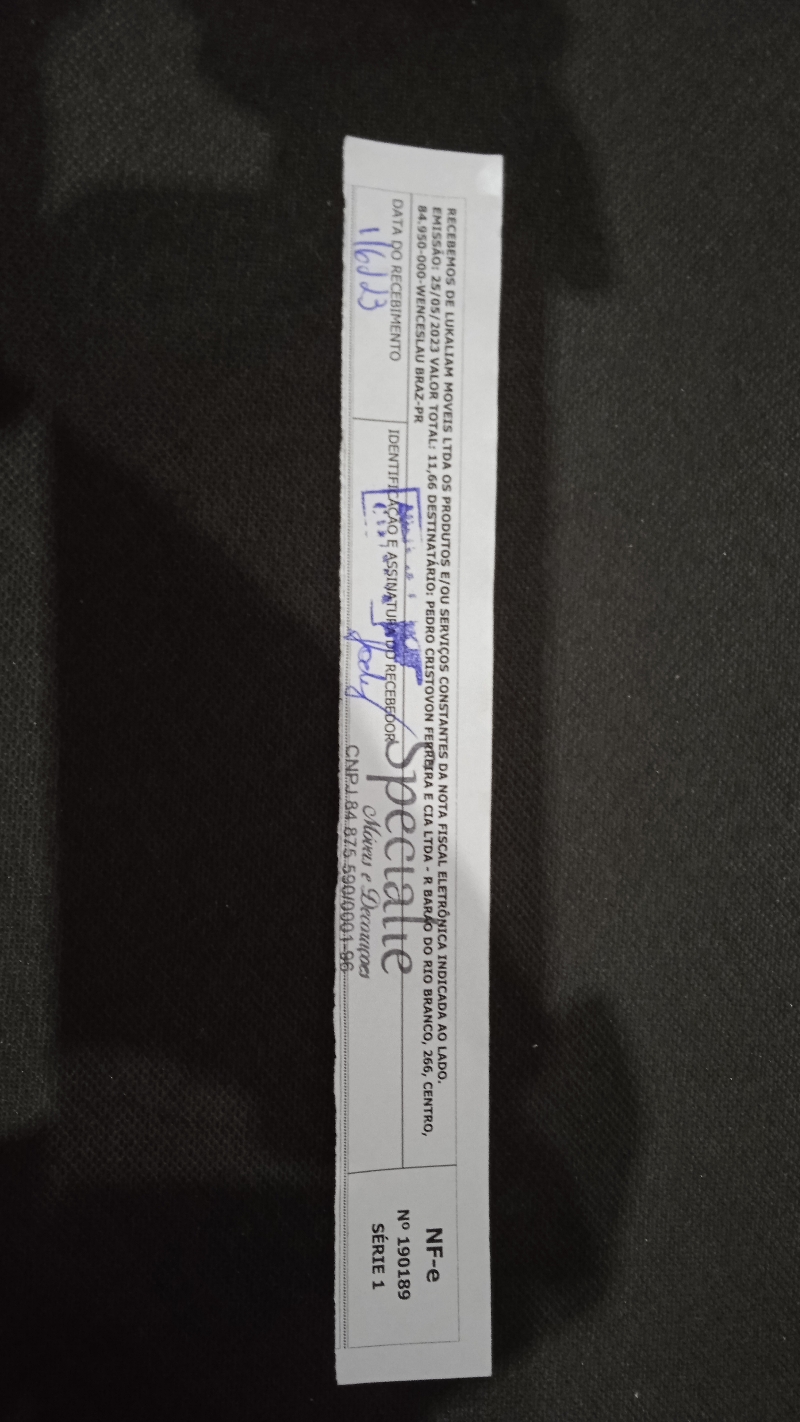 RECEBEMOS DE LUKALIAM MOVEIS LTDA OS PRODUTOS E/OU SERVIÇOS CONSTANTES DA NOTA FISCAL ELETRÔNICA INDICADA AO LADO.
EMISSÃO: 25/05/2023 VALOR TOTAL: 11,66 DESTINATÁRIO: PEDRO CRISTOVON FERREIRA E CIA LTDA - R BARÃO DO RIO BRANCO, 266, CENTRO,
84.950-000-WENCESLAU BRAZ-PR
DATA DO RECEBIMENTO
1/6/23
IDENTIFICAÇÃO E ASSINATURA DO RECEBEDOR
Specialie
Móveis e Decorações
CNPJ 84.875.590/0001-96
NF-e
Nº 190189
SÉRIE 1